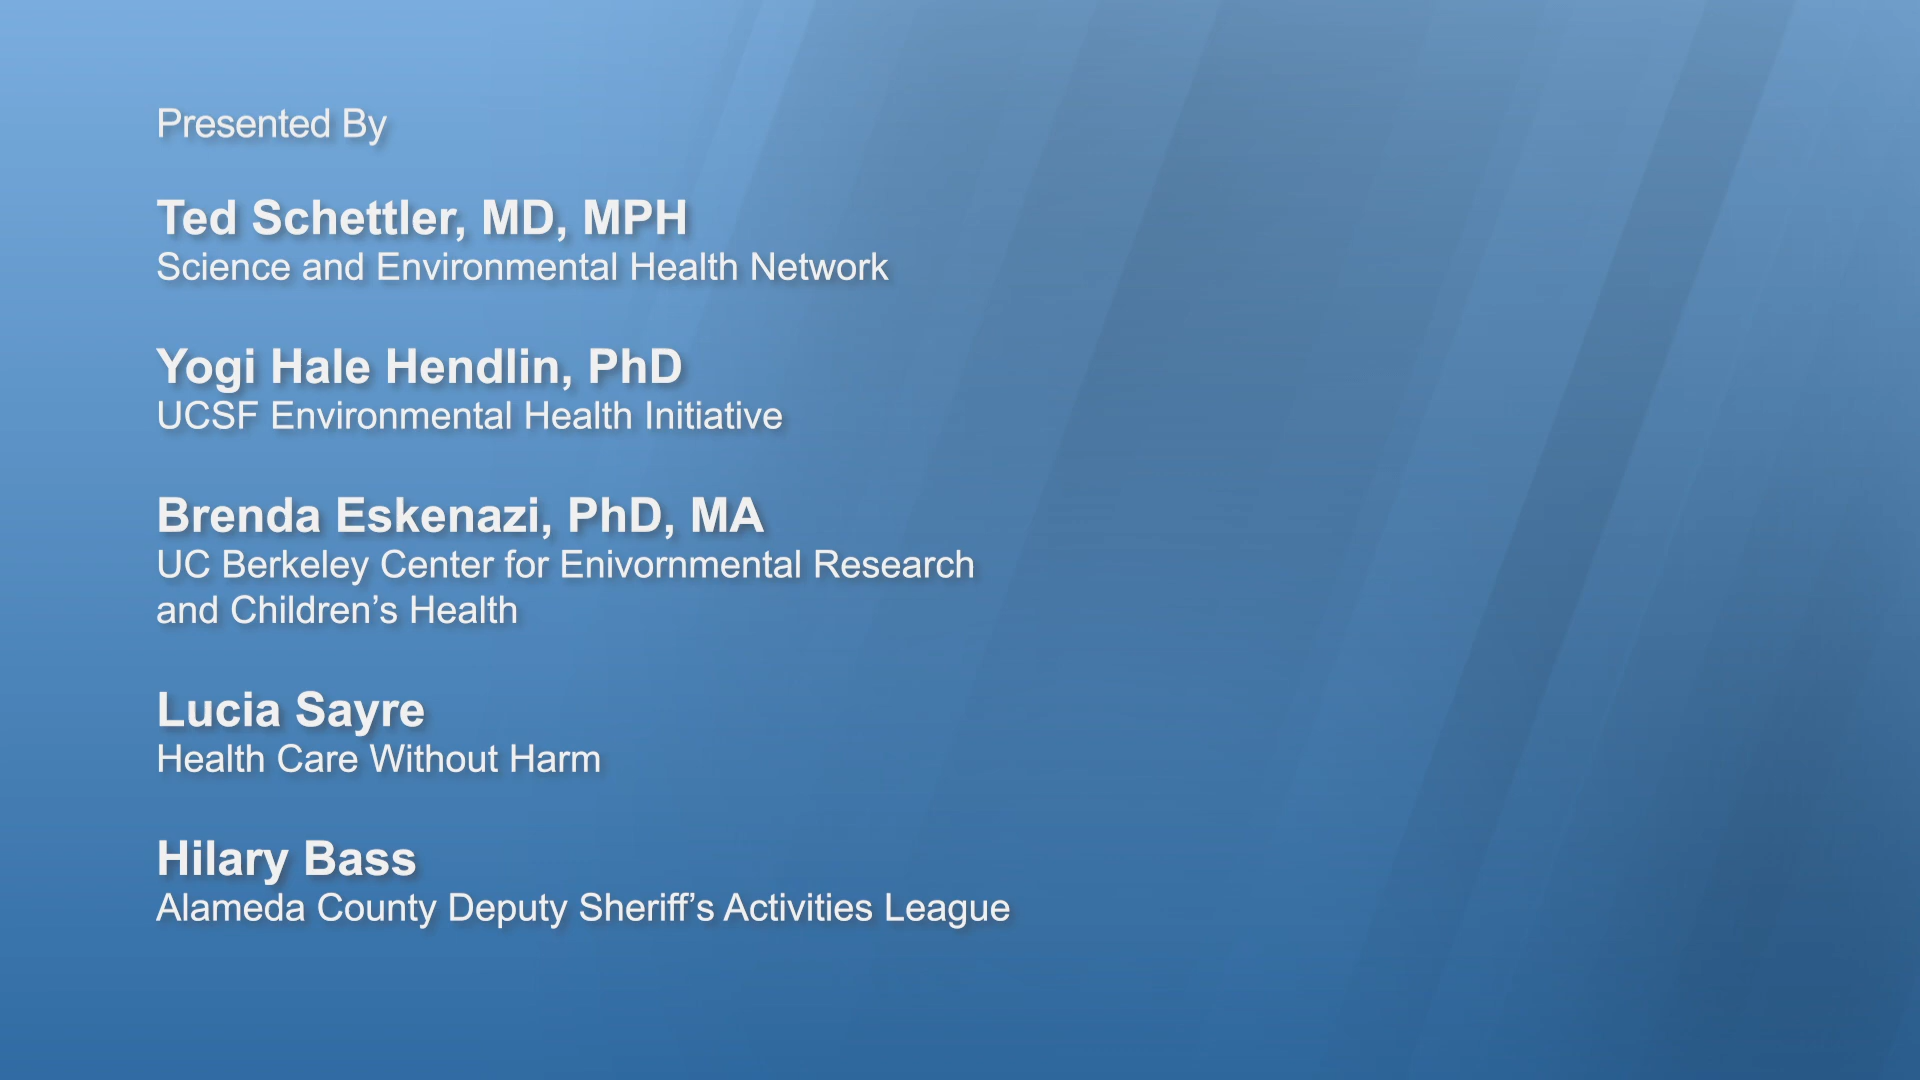 Presented By
Ted Schettler, MD, MPH
Science and Environmental Health Network
Yogi Hale Hendlin, PhD
UCSF Environmental Health Initiative
Brenda Eskenazi, PhD, MA
UC Berkeley Center for Enivornmental Research
and Children’s Health
Lucia Sayre
Health Care Without Harm
Hilary Bass
Alameda County Deputy Sheriff’s Activities League